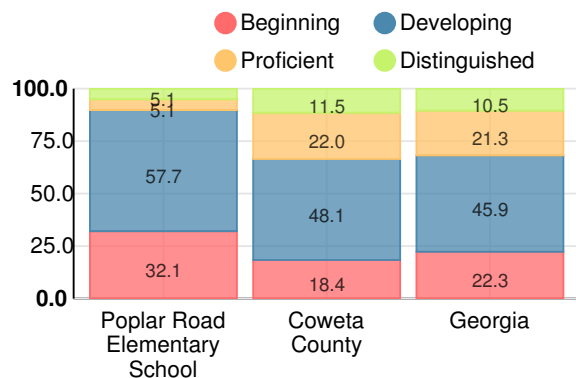 Beginning
Developing
Proficient
Distinguished
100.0
75.0
50.0
25.0
0.0
5.1
5.1
57.7
32.1
11.5
22.0
48.1
18.4
10.5
21.3
45.9
22.3
Poplar Road
Elementary
School
Coweta
County
Georgia